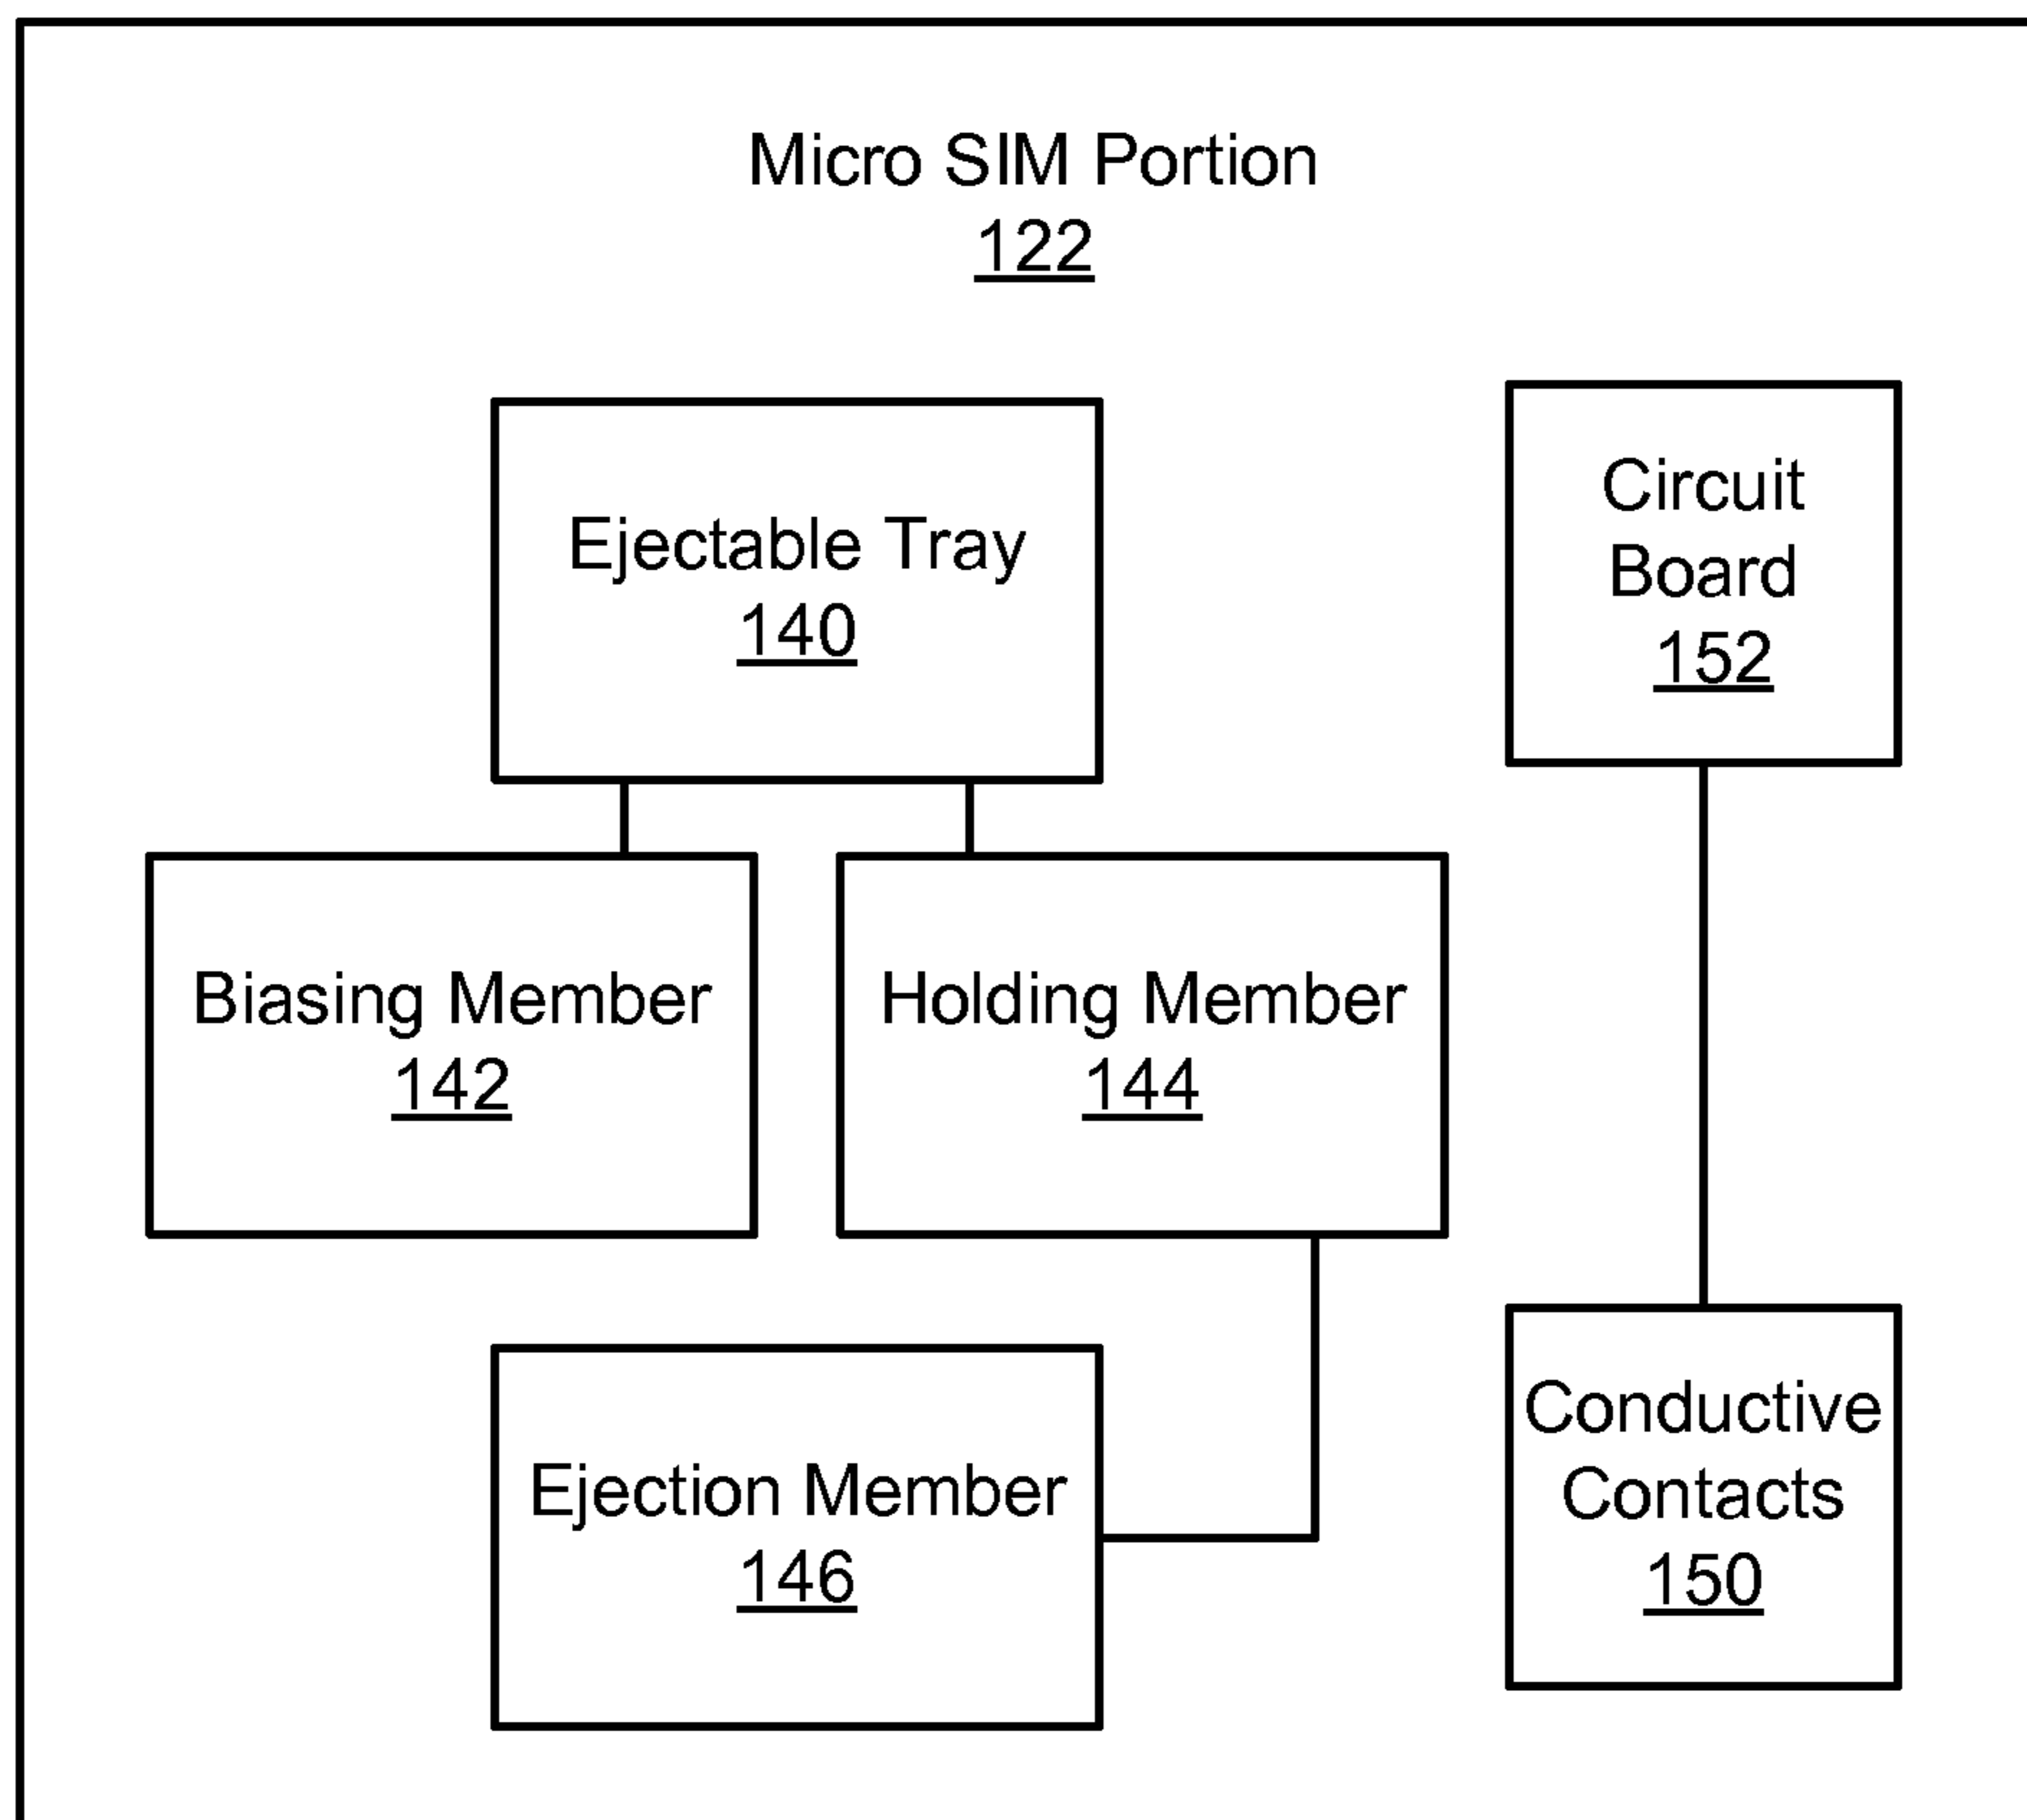 Micro SIM Portion
122
Ejectable Tray
140
Circuit
Board
152
Biasing Member
142
Holding Member
144
Ejection Member
146
Conductive
Contacts
150